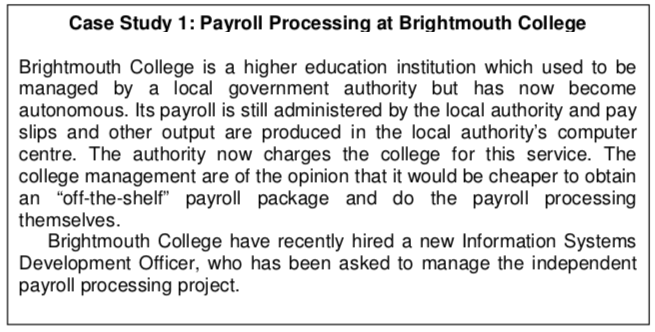 Case Study 1: Payroll Processing at Brightmouth College
Brightmouth College is a higher education institution which used to be
managed by a local government authority but has now become
autonomous. Its payroll is still administered by the local authority and pay
slips and other output are produced in the local authority's computer
centre. The authority now charges the college for this service. The
college management are of the opinion that it would be cheaper to obtain
an “off-the-shelf” payroll package and do the payroll processing
themselves.
Brightmouth College have recently hired a new Information Systems
Development Officer, who has been asked to manage the independent
payroll processing project.